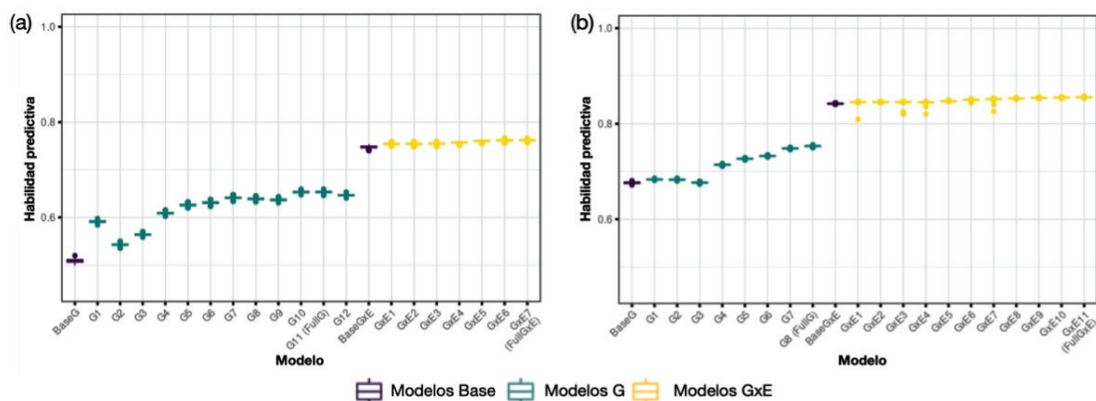 (a)
1.0
0.8
0.6
Habilidad predictiva
BaseG
G1
G2
G3
G4
G5
G6
G7
G8
G9
G10
G11 (FullG)
G12
BaseGxE
GxE1
GxE2
GxE3
GxE4
GxE5
GxE6
GxE7
(FullGxE)
Modelo
(b)
1.0
0.8
0.6
Habilidad predictiva
BaseG
G1
G2
G3
G4
G5
G6
G7
G8 (FullG)
BaseGxE
GxE1
GxE2
GxE3
GxE4
GxE5
GxE6
GxE7
GxE8
GxE9
GxE10
GxE11
(FullGxE)
Modelo
Modelos Base Modelos G Modelos GxE